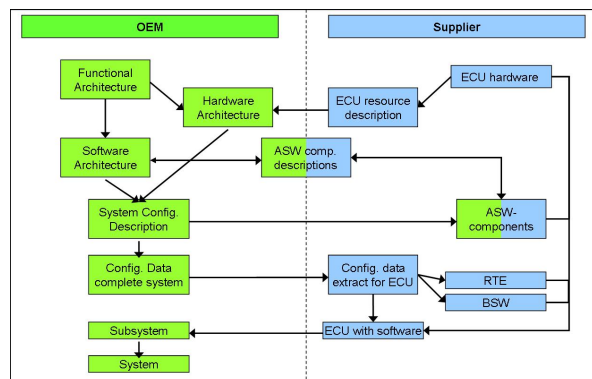 OEM
Supplier
Functional
Architecture
Hardware
Architecture
ECU resource
description
ECU hardware
Software
Architecture
ASW comp.
descriptions
System Config.
Description
ASW-
components
Config. Data
complete system
Config. data
extract for ECU
RTE
BSW
Subsystem
ECU with software
System